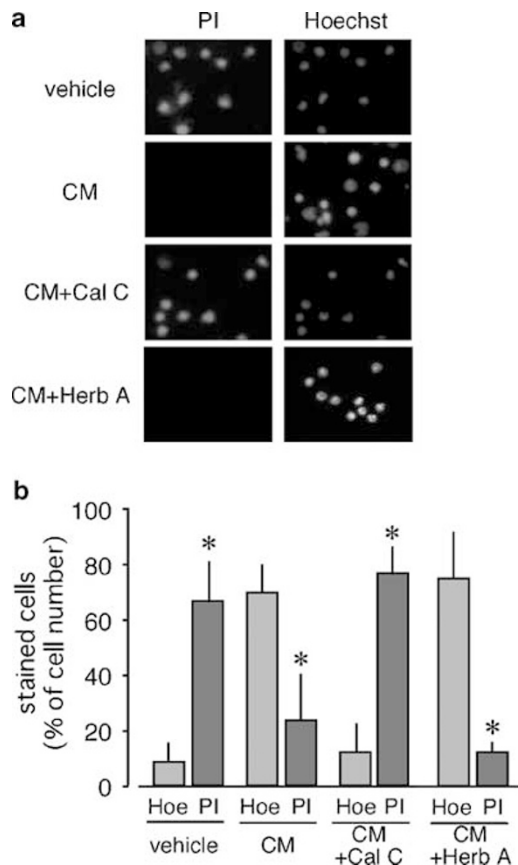 a
PI Hoechst
vehicle
CM
CM+Cal C
CM+Herb A
b
stained cells
(% of cell number)
100
80
60
40
20
0
* * * *
Hoe PI Hoe PI Hoe PI Hoe PI
vehicle CM CM CM
+Cal C +Herb A